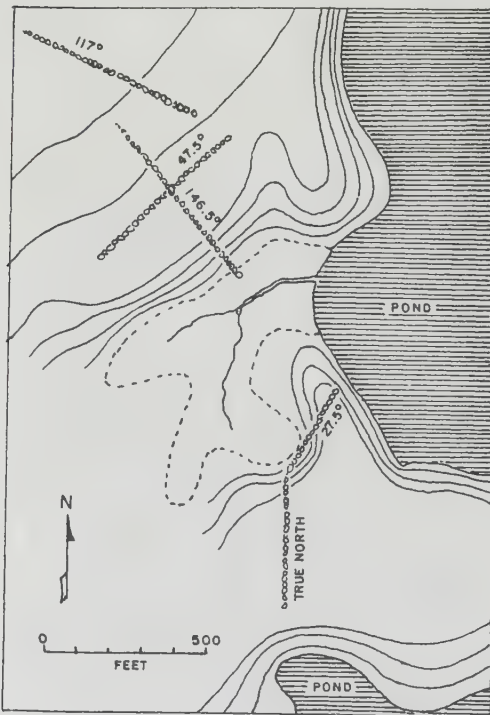 117°
47.5°
146.5°
POND
27.5°
N
TRUE NORTH
0 500
FEET
POND